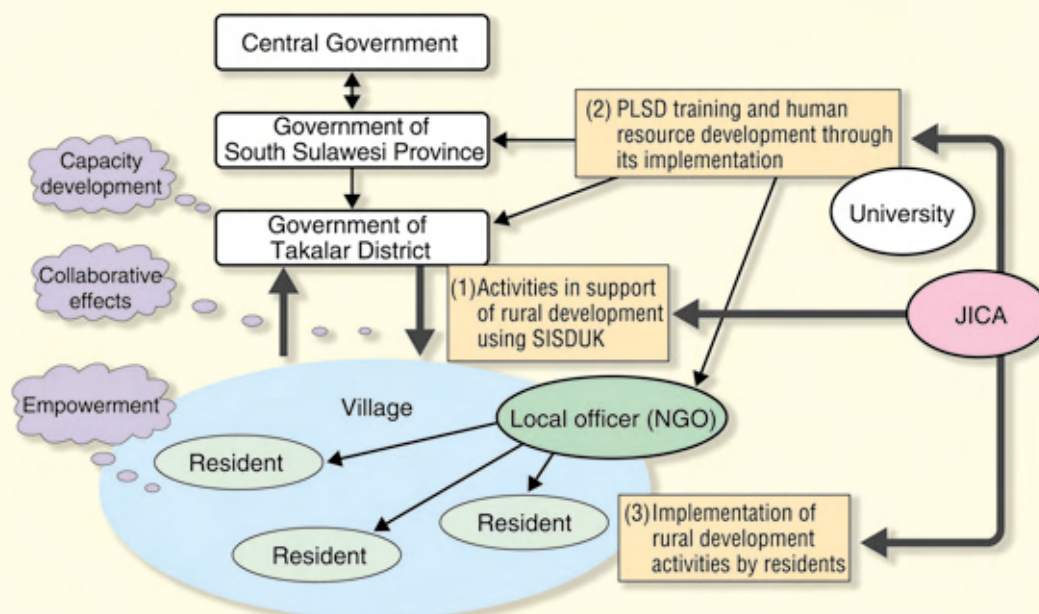 Central Government
Government of
South Sulawesi Province
(2) PLSD training and human
resource development through
its implementation
Capacity
development
University
Government of
Takalar District
Collaborative
effects
(1) Activities in support
of rural development
using SISDUK
JICA
Empowerment
Village
Local officer (NGO)
Resident
Resident
Resident
(3) Implementation of
rural development
activities by residents